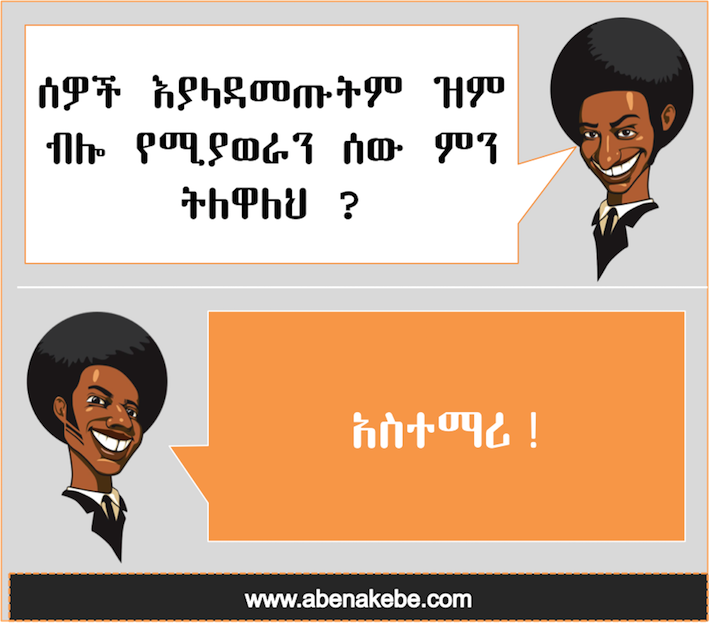 ሰዎች እያላዳመጡትም ዝም
ብሎ የሚያወራን ሰው ምን
ትለዋለህ ?
አስተማሪ !
www.abenakebe.com